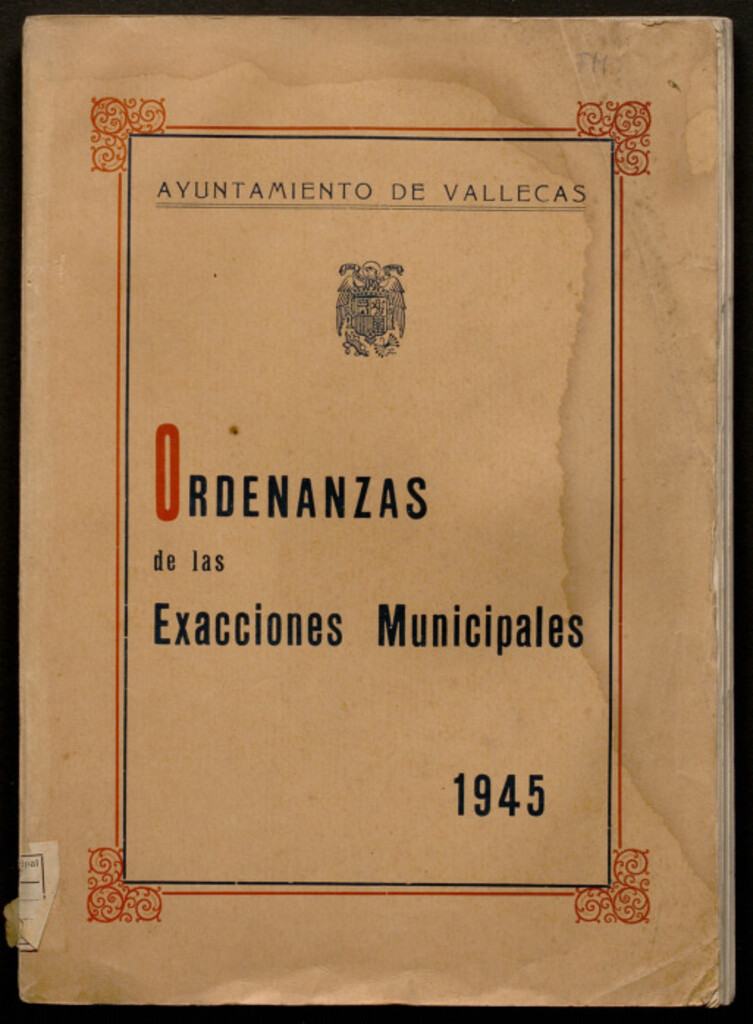 AYUNTAMIENTO DE VALLECAS
ORDENANZAS
de las
Exacciones Municipales
1945